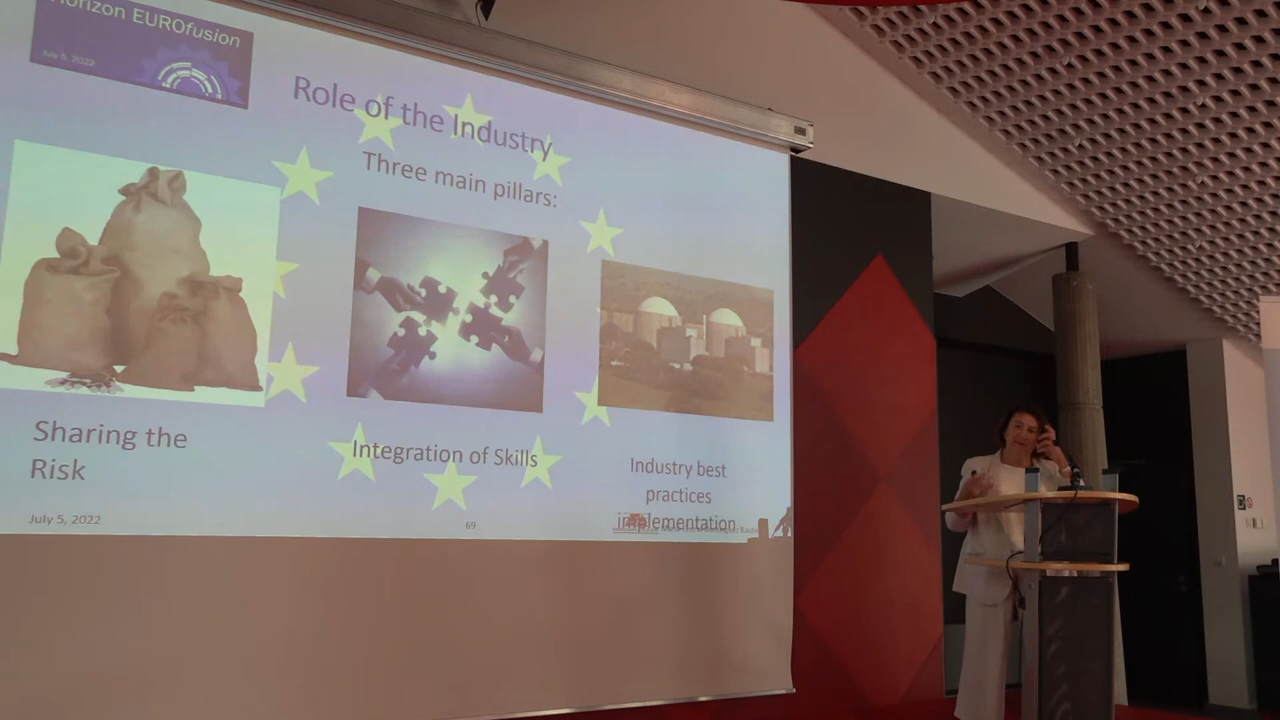 Horizon EUROfusion
July 5, 2022
Role of the Industry
Three main pillars:
Sharing the
Risk
Integration of Skills
Industry best
practices
implementation
July 5, 2022
69